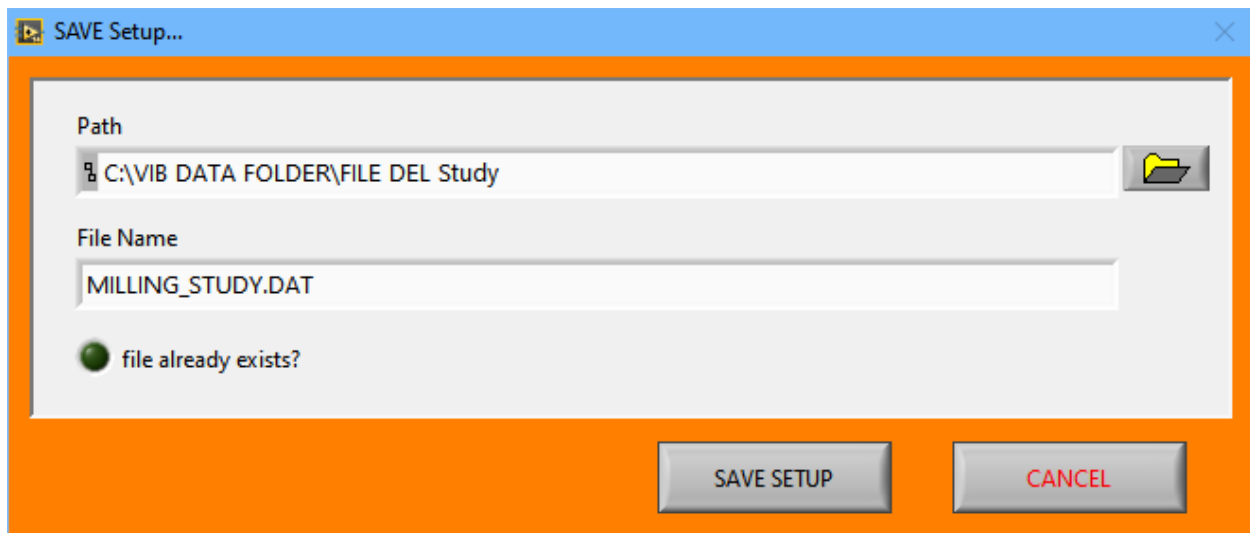 SAVE Setup...
Path
C:\VIB DATA FOLDER\FILE DEL Study
File Name
MILLING_STUDY.DAT
file already exists?
SAVE SETUP
CANCEL